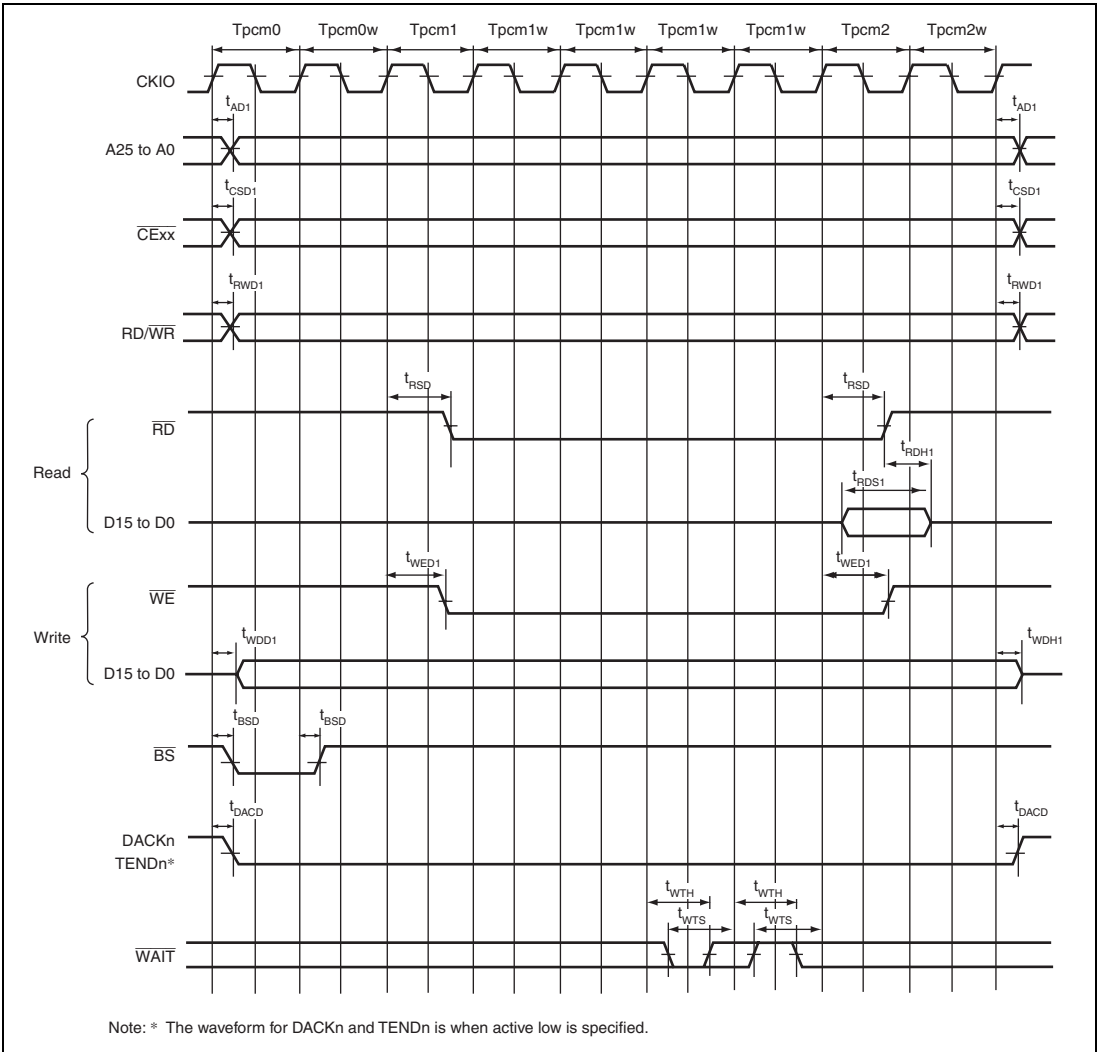 Tpcm0 Tpcm0w Tpcm1 Tpcm1w Tpcm1w Tpcm1w Tpcm1w Tpcm2 Tpcm2w
CKIO
tAD1 tAD1
A25 to A0
tCSD1 tCSD1
CExx
tRWD1 tRWD1
RD/WR
tRSD tRSD
RD
tRDH1
Read
tRDS1
D15 to D0
tWED1 tWED1
WE
Write
tWDD1 tWDH1
D15 to D0
tBSD tBSD
BS
tDACD tDACD
DACKn
TENDn*
tWTH tWTH
tWTS tWTS
WAIT
Note: * The waveform for DACKn and TENDn is when active low is specified.